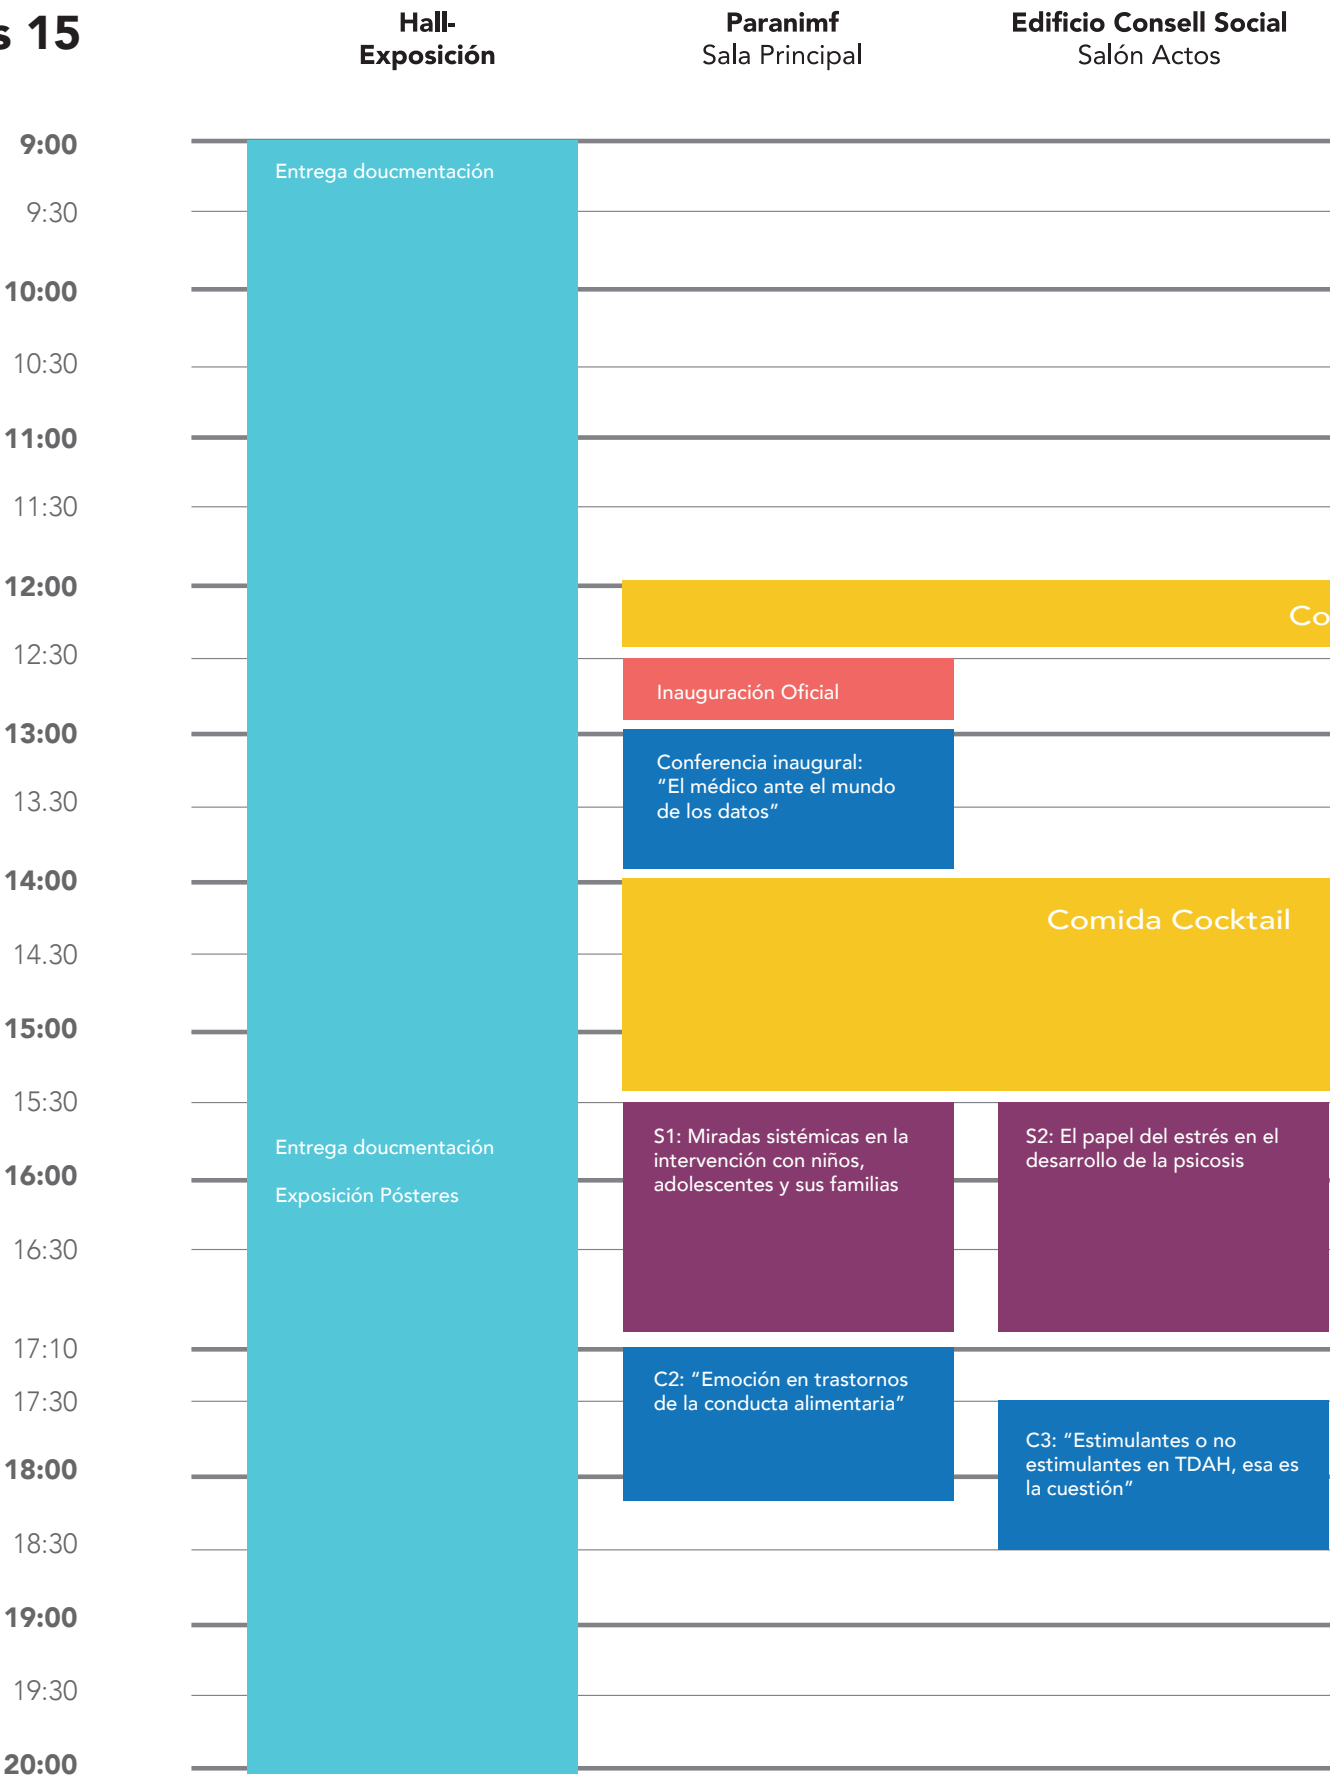 s 15
Hall-
Exposición
Paranimf
Sala Principal
Edificio Consell Social
Salón Actos
9:00
Entrega doucmentación
9:30
10:00
10:30
11:00
11:30
12:00
Co
12:30
Inauguración Oficial
13:00
Conferencia inaugural:
“El médico ante el mundo
de los datos”
13.30
14:00
Comida Cocktail
14.30
15:00
15:30
S1: Miradas sistémicas en la
intervención con niños,
adolescentes y sus familias
S2: El papel del estrés en el
desarrollo de la psicosis
Entrega doucmentación
16:00
Exposición Pósteres
16:30
17:10
C2: “Emoción en trastornos
de la conducta alimentaria”
17:30
C3: “Estimulantes o no
estimulantes en TDAH, esa es
la cuestión”
18:00
18:30
19:00
19:30
20:00